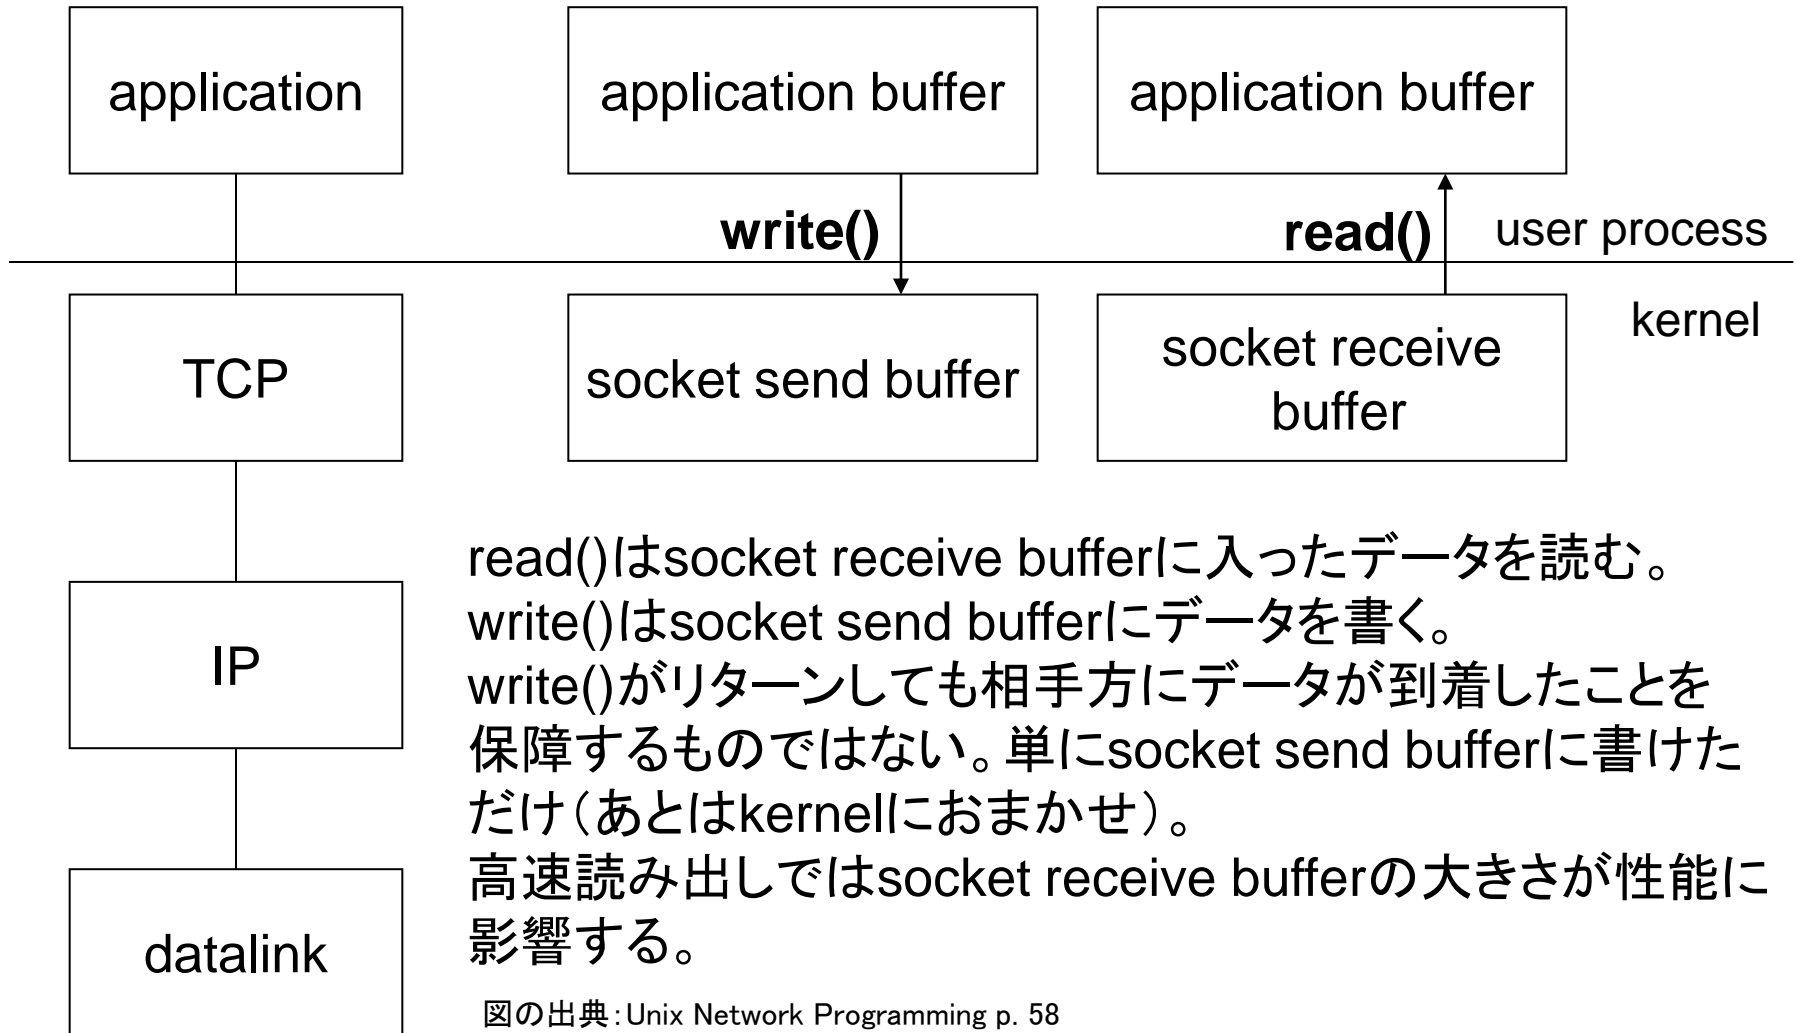 application
application buffer
application buffer
write()
read()
user process
kernel
TCP
socket send buffer
socket receive
buffer
IP
datalink
read()はsocket receive bufferに入ったデータを読む。
write()はsocket send bufferにデータを書く。
write()がリターンしても相手方にデータが到着したことを
保障するものではない。単にsocket send bufferに書けた
だけ（あとはkernelにおまかせ）。
高速読み出しではsocket receive bufferの大きさが性能に
影響する。
図の出典：Unix Network Programming p. 58